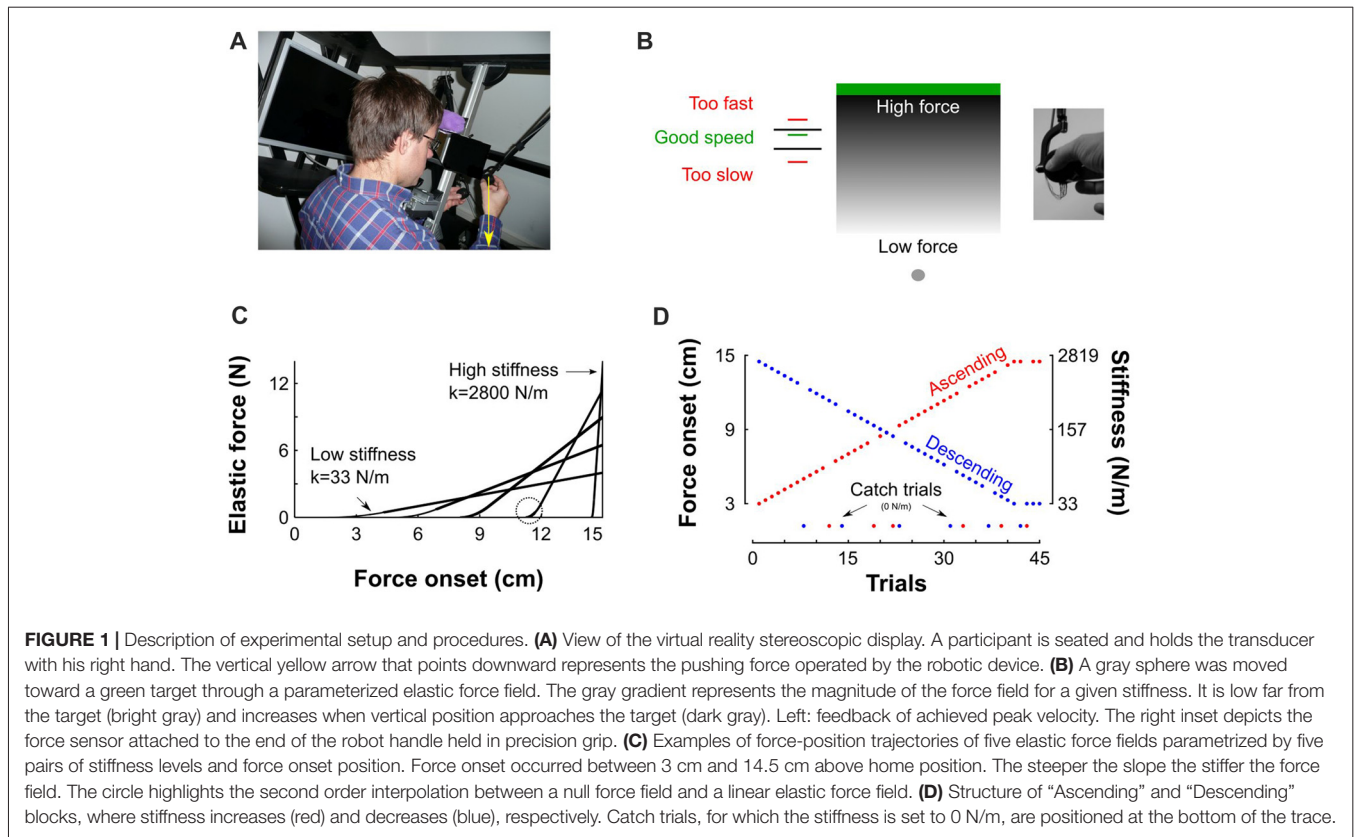 A
B
Too fast
Good speed
Too slow
High force
Low force
C
Elastic force (N)
12
6
0
High stiffness
k=2800 N/m
Low stiffness
k=33 N/m
0 3 6 9 12 15
Force onset (cm)
D
Force onset (cm)
15
9
3
Ascending
Descending
Catch trials
(0 N/m)
2819
157
33
Stiffness (N/m)
0 15 30 45
Trials
FIGURE 1 | Description of experimental setup and procedures. (A) View of the virtual reality stereoscopic display. A participant is seated and holds the transducer
with his right hand. The vertical yellow arrow that points downward represents the pushing force operated by the robotic device. (B) A gray sphere was moved
toward a green target through a parameterized elastic force field. The gray gradient represents the magnitude of the force field for a given stiffness. It is low far from
the target (bright gray) and increases when vertical position approaches the target (dark gray). Left: feedback of achieved peak velocity. The right inset depicts the
force sensor attached to the end of the robot handle held in precision grip. (C) Examples of force-position trajectories of five elastic force fields parametrized by five
pairs of stiffness levels and force onset position. Force onset occurred between 3 cm and 14.5 cm above home position. The steeper the slope the stiffer the force
field. The circle highlights the second order interpolation between a null force field and a linear elastic force field. (D) Structure of “Ascending” and “Descending”
blocks, where stiffness increases (red) and decreases (blue), respectively. Catch trials, for which the stiffness is set to 0 N/m, are positioned at the bottom of the trace.